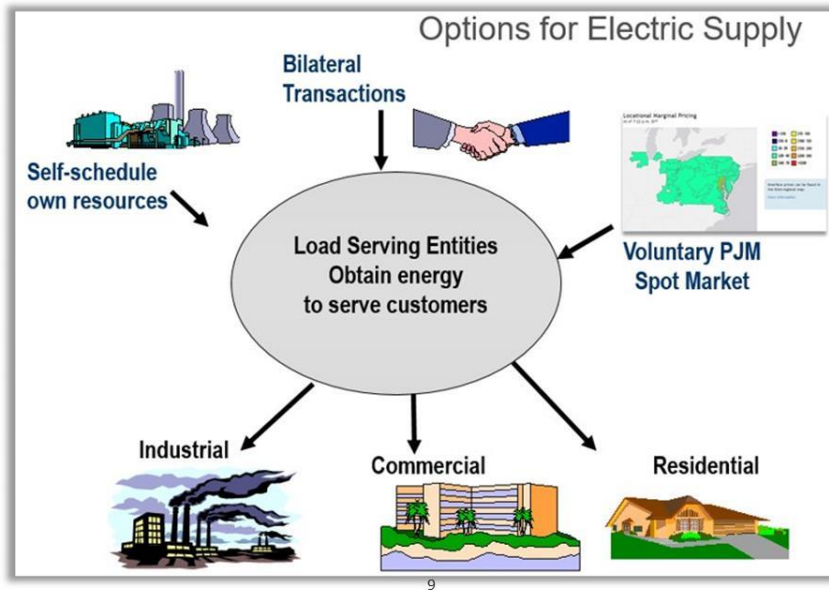 Options for Electric Supply
Bilateral
Transactions
Self-schedule
own resources
Locational Marginal Pricing
Voluntary PJM
Spot Market
Load Serving Entities
Obtain energy
to serve customers
Industrial
Commercial
Residential
9